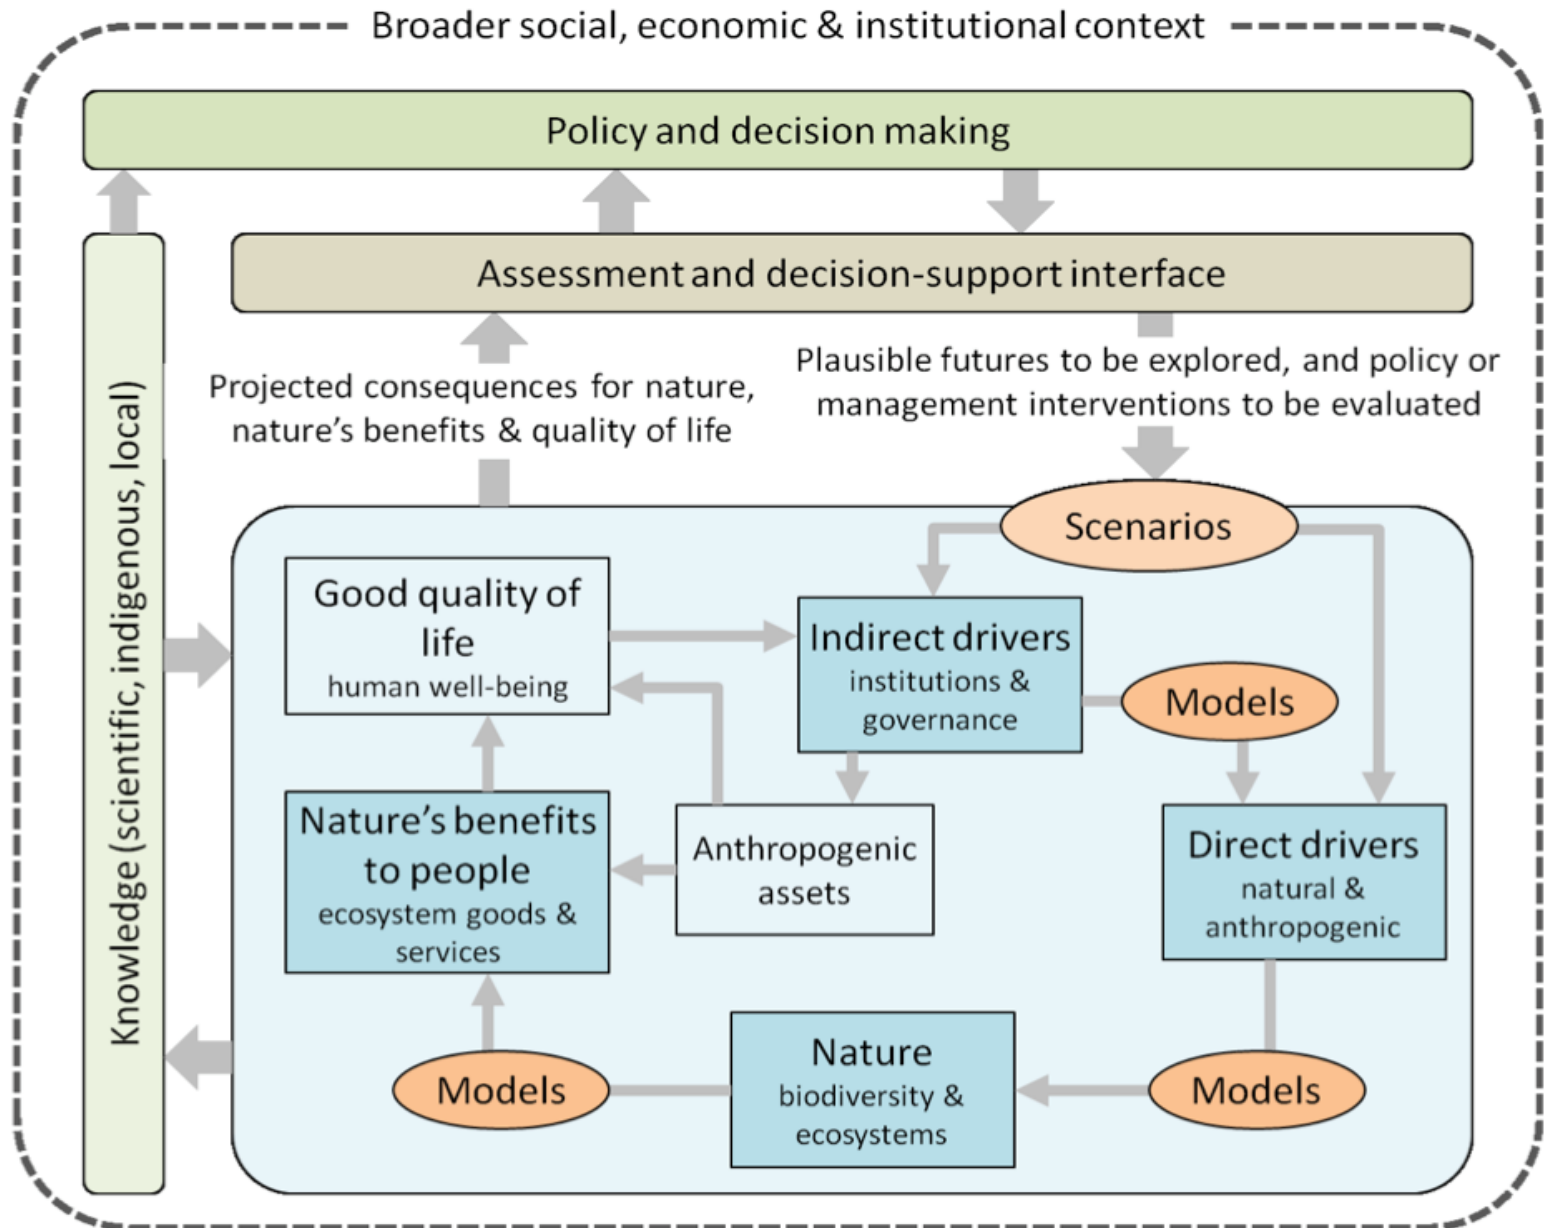 Broader social, economic & institutional context
Policy and decision making
Assessment and decision-support interface
Knowledge (scientific, indigenous, local)
Projected consequences for nature,
nature's benefits & quality of life
Plausible futures to be explored, and policy or
management interventions to be evaluated
Scenarios
Good quality of
life
human well-being
Indirect drivers
institutions &
governance
Models
Nature's benefits
to people
ecosystem goods &
services
Anthropogenic
assets
Direct drivers
natural &
anthropogenic
Models
Nature
biodiversity &
ecosystems
Models